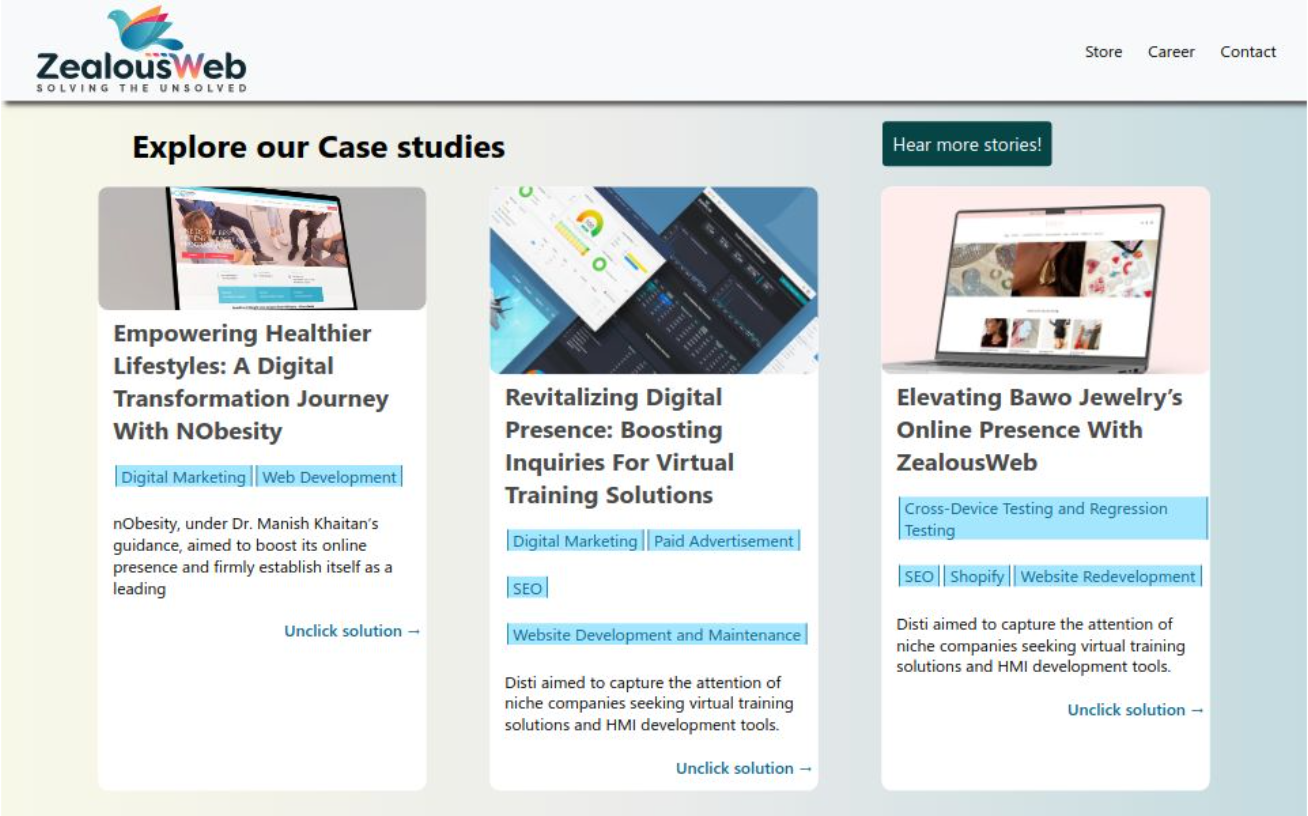 ZealousWeb
SOLVING THE UNSOLVED
Store
Career
Contact
Explore our Case studies
Hear more stories!
Empowering Healthier
Lifestyles: A Digital
Transformation Journey
With NObesity
Digital Marketing
Web Development
nObesity, under Dr. Manish Khaitan’s
guidance, aimed to boost its online
presence and firmly establish itself as a
leading
Unclick solution →
Revitalizing Digital
Presence: Boosting
Inquiries For Virtual
Training Solutions
Digital Marketing
Paid Advertisement
SEO
Website Development and Maintenance
Disti aimed to capture the attention of
niche companies seeking virtual training
solutions and HMI development tools.
Unclick solution →
Elevating Bawo Jewelry’s
Online Presence With
ZealousWeb
Cross-Device Testing and Regression
Testing
SEO
Shopify
Website Redevelopment
Disti aimed to capture the attention of
niche companies seeking virtual training
solutions and HMI development tools.
Unclick solution →